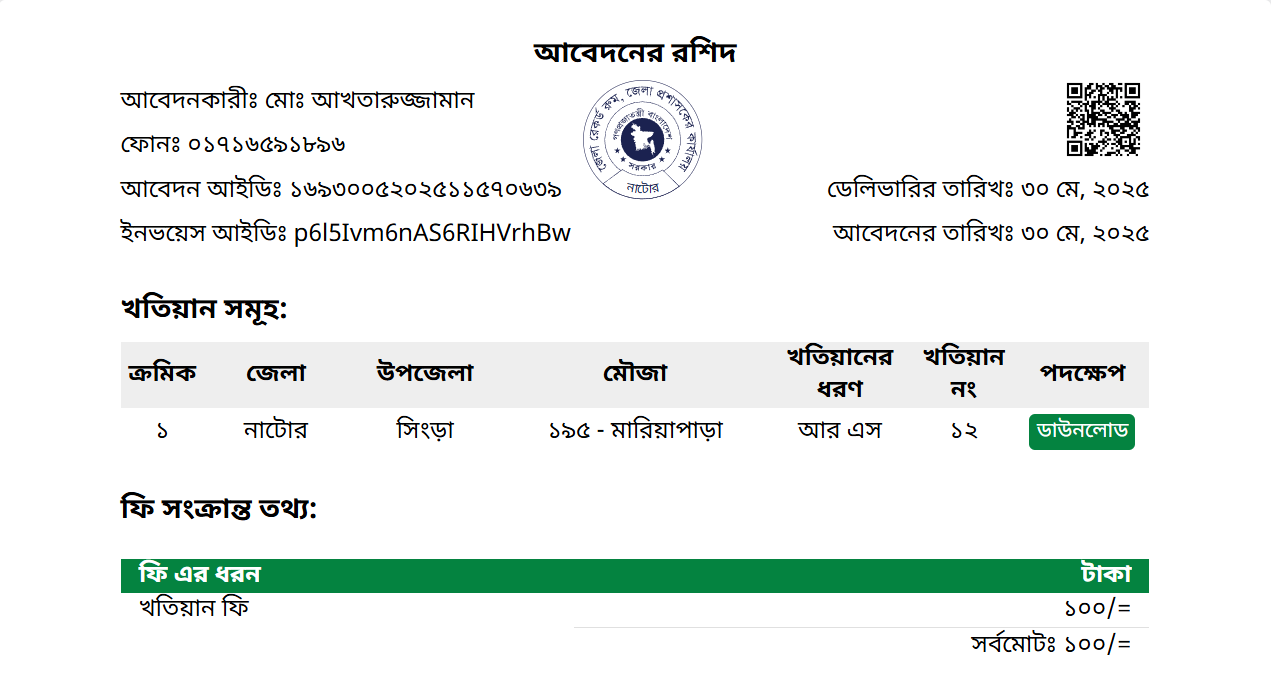 আবেদনের রশিদ
আবেদনকারীঃ মোঃ আখতারুজ্জামান
ফোনঃ ০১৭১৬৫৯১৮৯৬
আবেদন আইডিঃ ১৬৯৩০০৫২০২৫১১৫৭০৬৩৯
ইনভয়েস আইডিঃ p6l5Ivm6nAS6RIHVrhBw
জেলা রেকর্ড রুম, জেলা প্রশাসকের কার্যালয়
গণপ্রজাতন্ত্রী বাংলাদেশ
সরকার
নাটোর
ডেলিভারির তারিখঃ ৩০ মে, ২০২৫
আবেদনের তারিখঃ ৩০ মে, ২০২৫
খতিয়ান সমূহ:
ক্রমিক জেলা উপজেলা মৌজা খতিয়ানের ধরণ খতিয়ান নং পদক্ষেপ
১ নাটোর সিংড়া ১৯৫ - মারিয়াপাড়া আর এস ১২ ডাউনলোড
ফি সংক্রান্ত তথ্য:
ফি এর ধরন টাকা
খতিয়ান ফি ১০০/=
সর্বমোটঃ ১০০/=